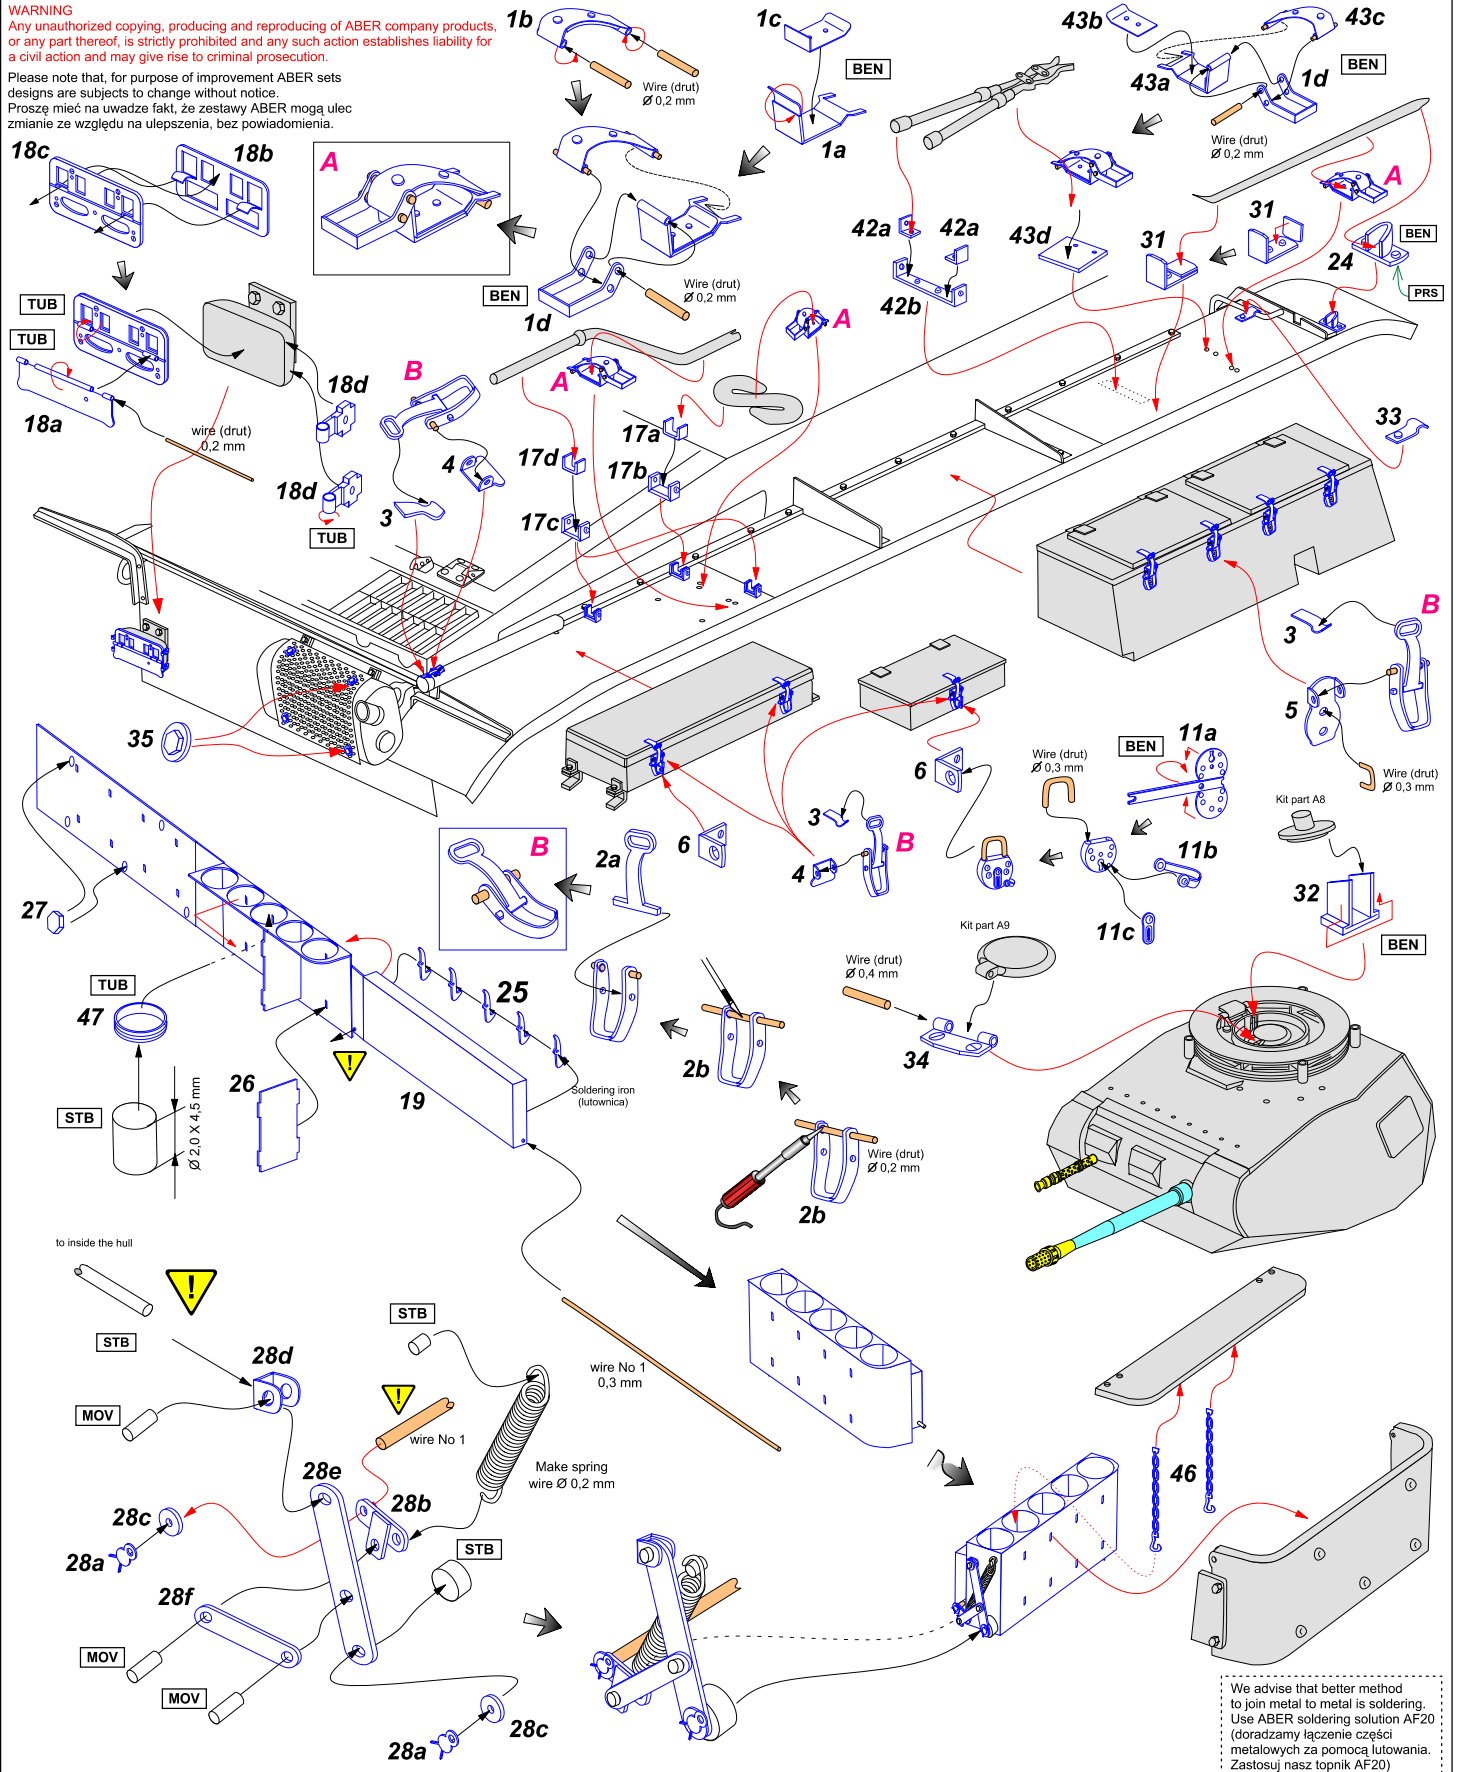 WARNING
Any unauthorized copying, producing and reproducing of ABER company products,
or any part thereof, is strictly prohibited and any such action establishes liability for
a civil action and may give rise to criminal prosecution.
Please note that, for purpose of improvement ABER sets
designs are subjects to change without notice.
Proszę mieć na uwadze fakt, że zestawy ABER mogą ulec
zmianie ze względu na ulepszenia, bez powiadomienia.
1b
Wire (drut)
Ø 0,2 mm
1c
BEN
1a
43b
43c
43a
1d
BEN
Wire (drut)
Ø 0,2 mm
18c
18b
A
BEN
1d
Wire (drut)
Ø 0,2 mm
42a
42a
42b
43d
31
31
A
24
BEN
PRS
TUB
TUB
18a
wire (drut)
0,2 mm
18d
18d
TUB
B
4
3
A
A
17a
17d
17b
17c
33
3
B
5
Wire (drut)
Ø 0,3 mm
35
6
6
3
B
4
Wire (drut)
Ø 0,3 mm
BEN
11a
11b
11c
Kit part A8
32
BEN
27
B
2a
25
TUB
47
STB
Ø 2,0 X 4,5 mm
26
19
Soldering iron
(lutownica)
2b
Wire (drut)
Ø 0,2 mm
2b
Kit part A9
Wire (drut)
Ø 0,4 mm
34
to inside the hull
STB
28d
MOV
STB
wire No 1
Make spring
wire Ø 0,2 mm
wire No 1
0,3 mm
28e
28b
28c
28a
28f
STB
MOV
MOV
28c
28a
46
We advise that better method
to join metal to metal is soldering.
Use ABER soldering solution AF20
(doradzamy łączenie części
metalowych za pomocą lutowania.
Zastosuj nasz topnik AF20)